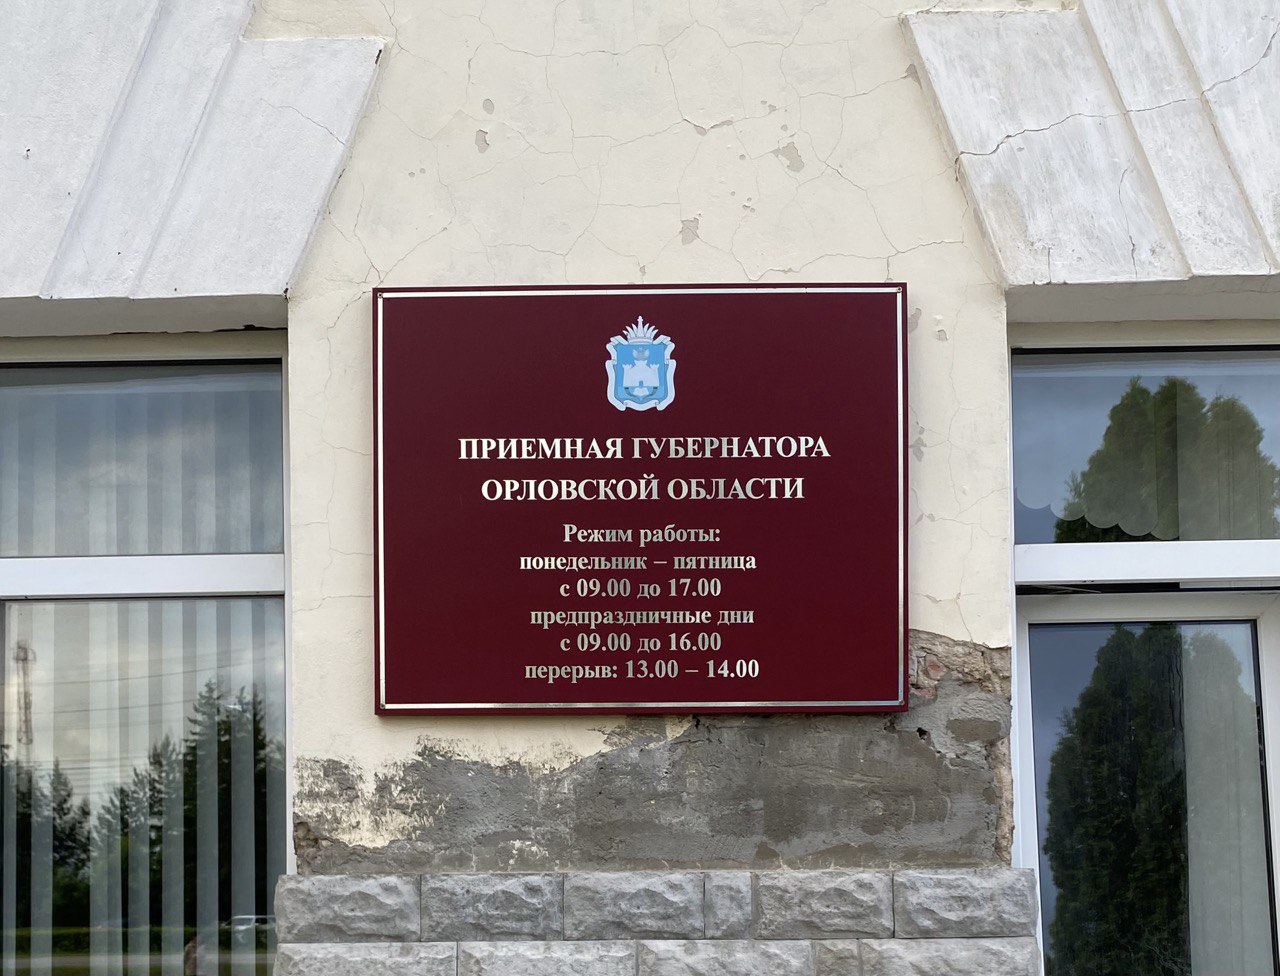 ПРИЕМНАЯ ГУБЕРНАТОРА
ОРЛОВСКОЙ ОБЛАСТИ
Режим работы:
понедельник – пятница
с 09.00 до 17.00
предпраздничные дни
с 09.00 до 16.00
перерыв: 13.00 – 14.00